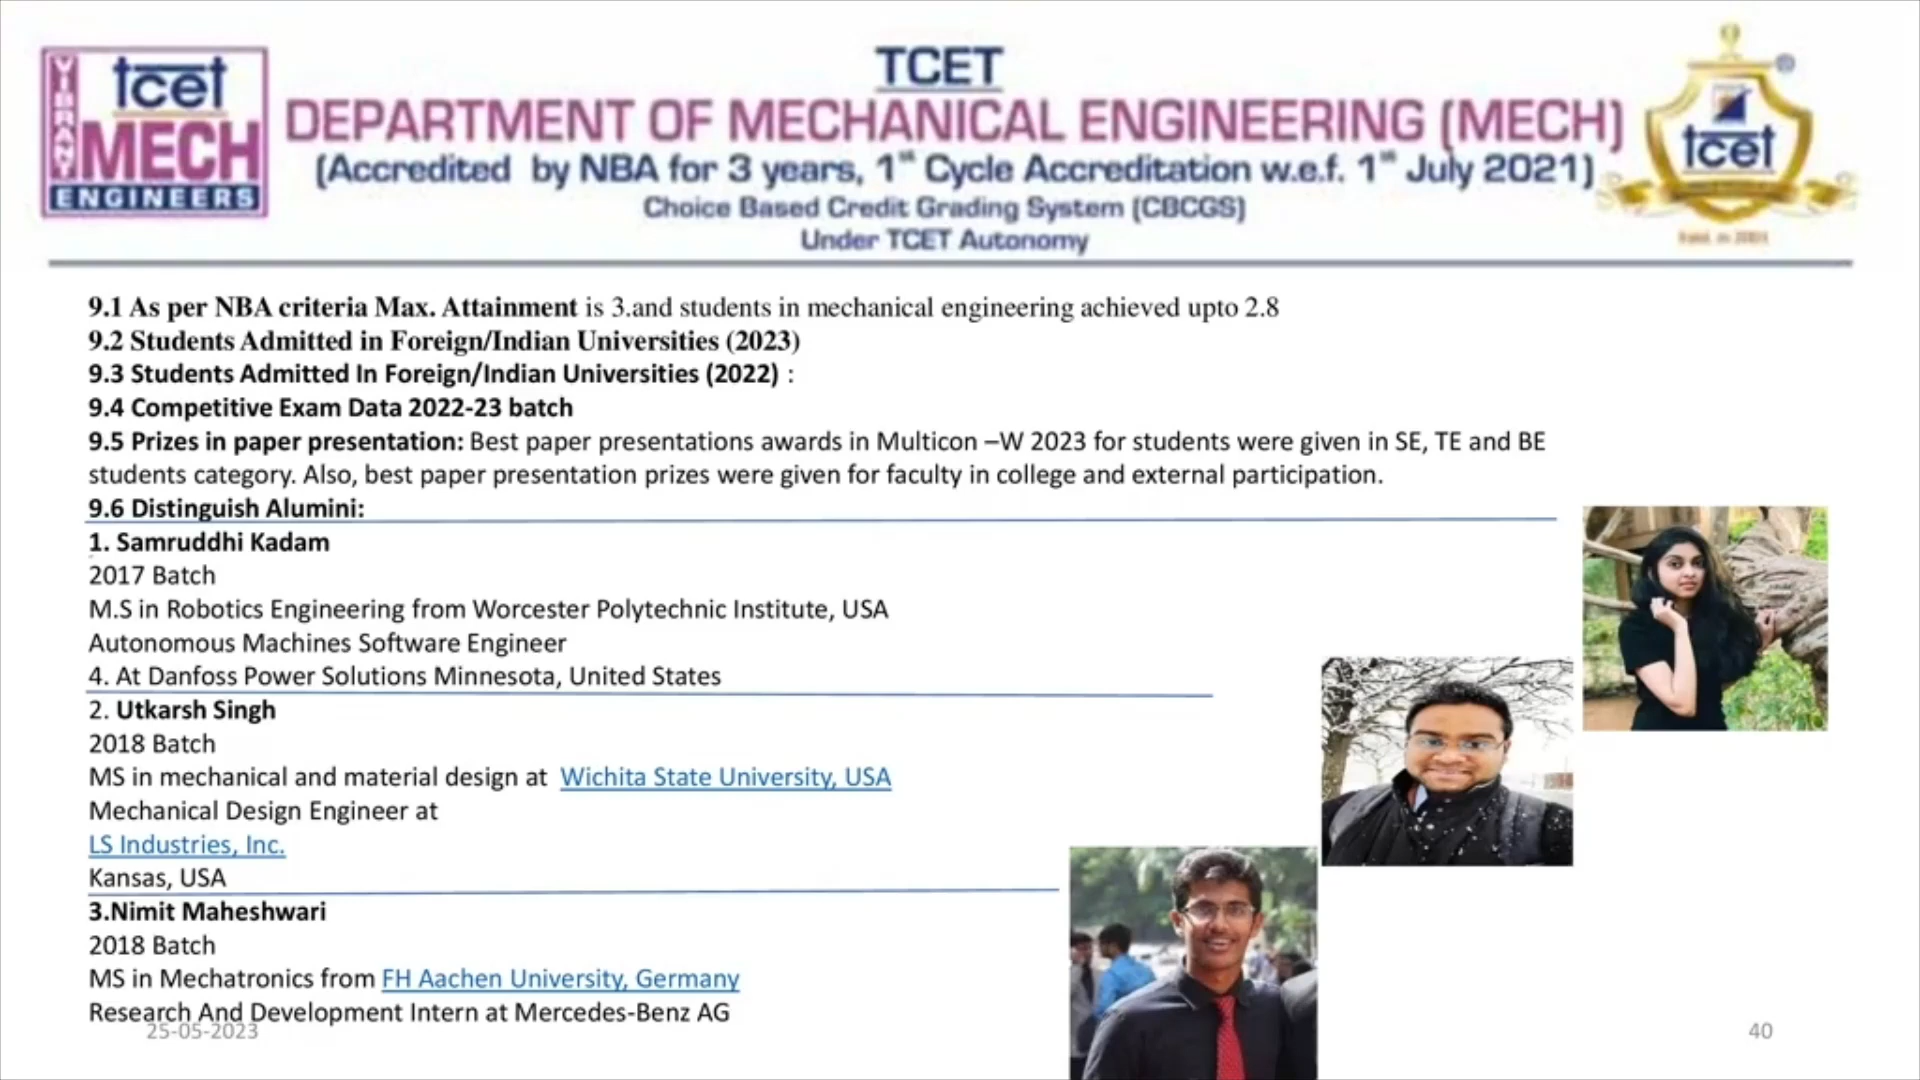 VIBRANT
tcet
MECH
ENGINEERS
TCET
DEPARTMENT OF MECHANICAL ENGINEERING (MECH)
(Accredited by NBA for 3 years, 1st Cycle Accreditation w.e.f. 1st July 2021)
Choice Based Credit Grading System (CBCGS)
Under TCET Autonomy
tcet
®
Estd. in 2001
9.1 As per NBA criteria Max. Attainment is 3.and students in mechanical engineering achieved upto 2.8
9.2 Students Admitted in Foreign/Indian Universities (2023)
9.3 Students Admitted In Foreign/Indian Universities (2022) :
9.4 Competitive Exam Data 2022-23 batch
9.5 Prizes in paper presentation: Best paper presentations awards in Multicon –W 2023 for students were given in SE, TE and BE
students category. Also, best paper presentation prizes were given for faculty in college and external participation.
9.6 Distinguish Alumini:
1. Samruddhi Kadam
2017 Batch
M.S in Robotics Engineering from Worcester Polytechnic Institute, USA
Autonomous Machines Software Engineer
4. At Danfoss Power Solutions Minnesota, United States
2. Utkarsh Singh
2018 Batch
MS in mechanical and material design at Wichita State University, USA
Mechanical Design Engineer at
LS Industries, Inc.
Kansas, USA
3.Nimit Maheshwari
2018 Batch
MS in Mechatronics from FH Aachen University, Germany
Research And Development Intern at Mercedes-Benz AG
25-05-2023
40